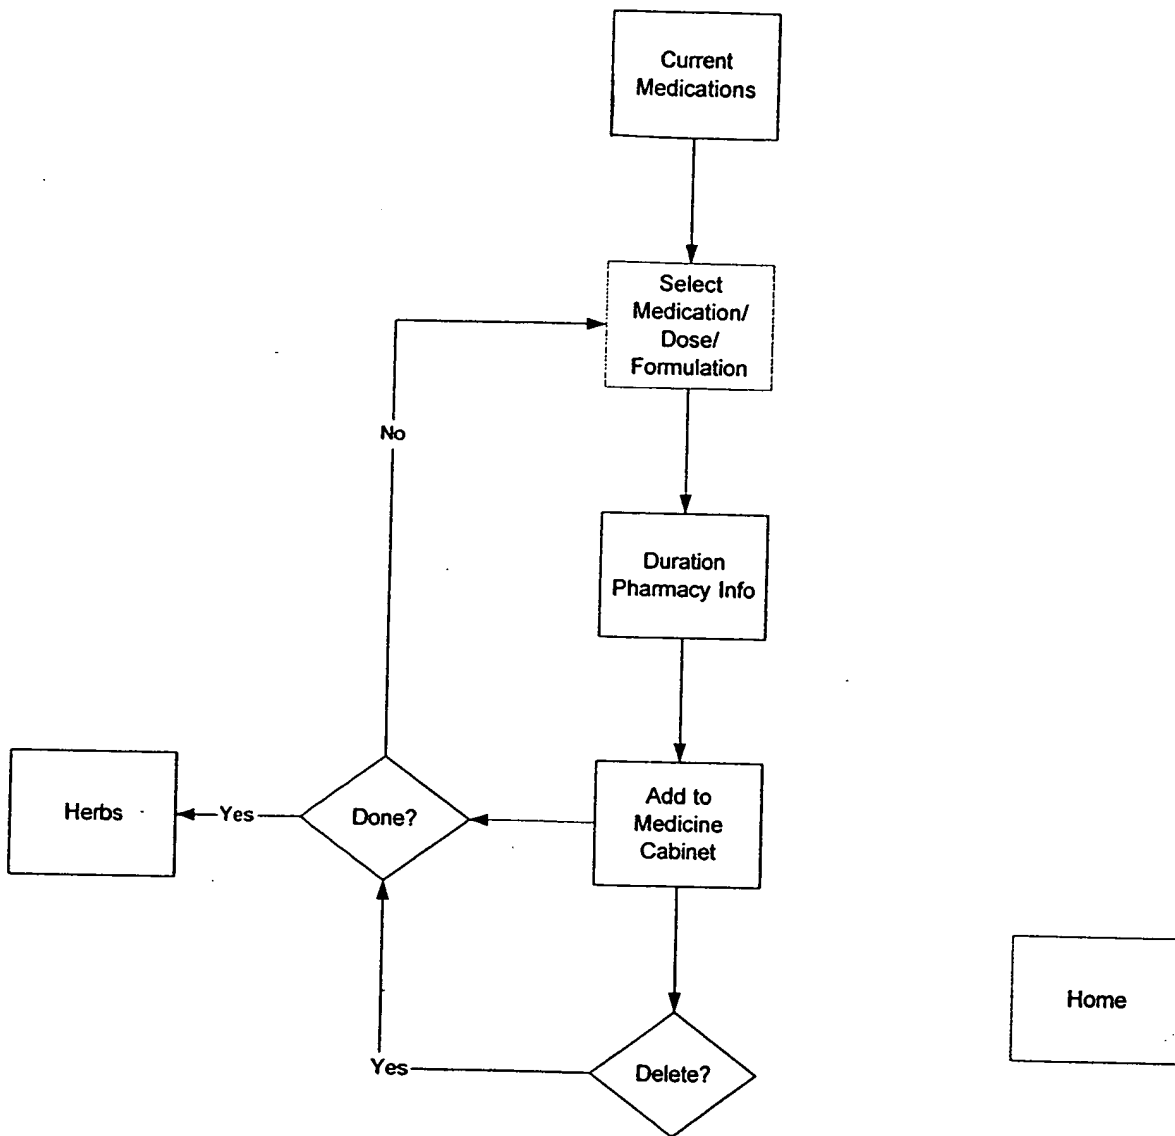 Current
Medications
Select
Medication/
Dose/
Formulation
No
Duration
Pharmacy Info
Herbs
Yes
Done?
Add to
Medicine
Cabinet
Home
Yes
Delete?